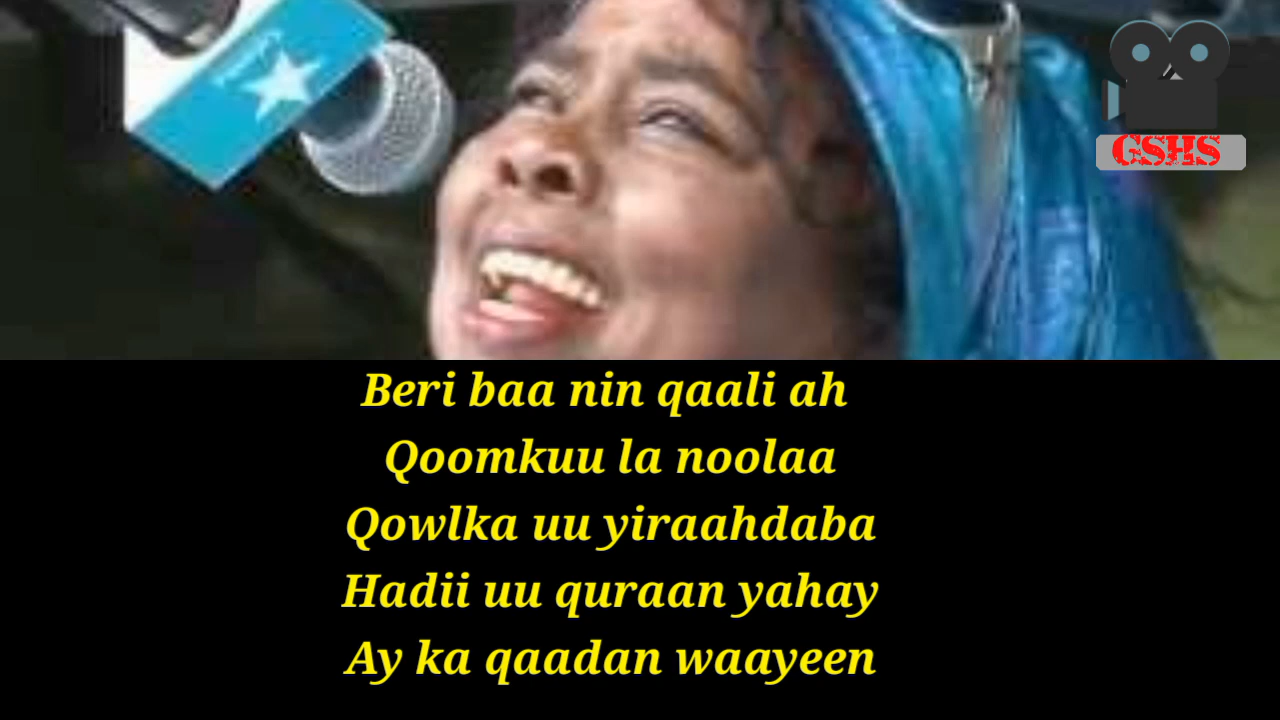 GSHS
Beri baa nin qaali ah
Qoomkuu la noolaa
Qowlka uu yiraahdaba
Hadii uu quraan yahay
Ay ka qaadan waayeen